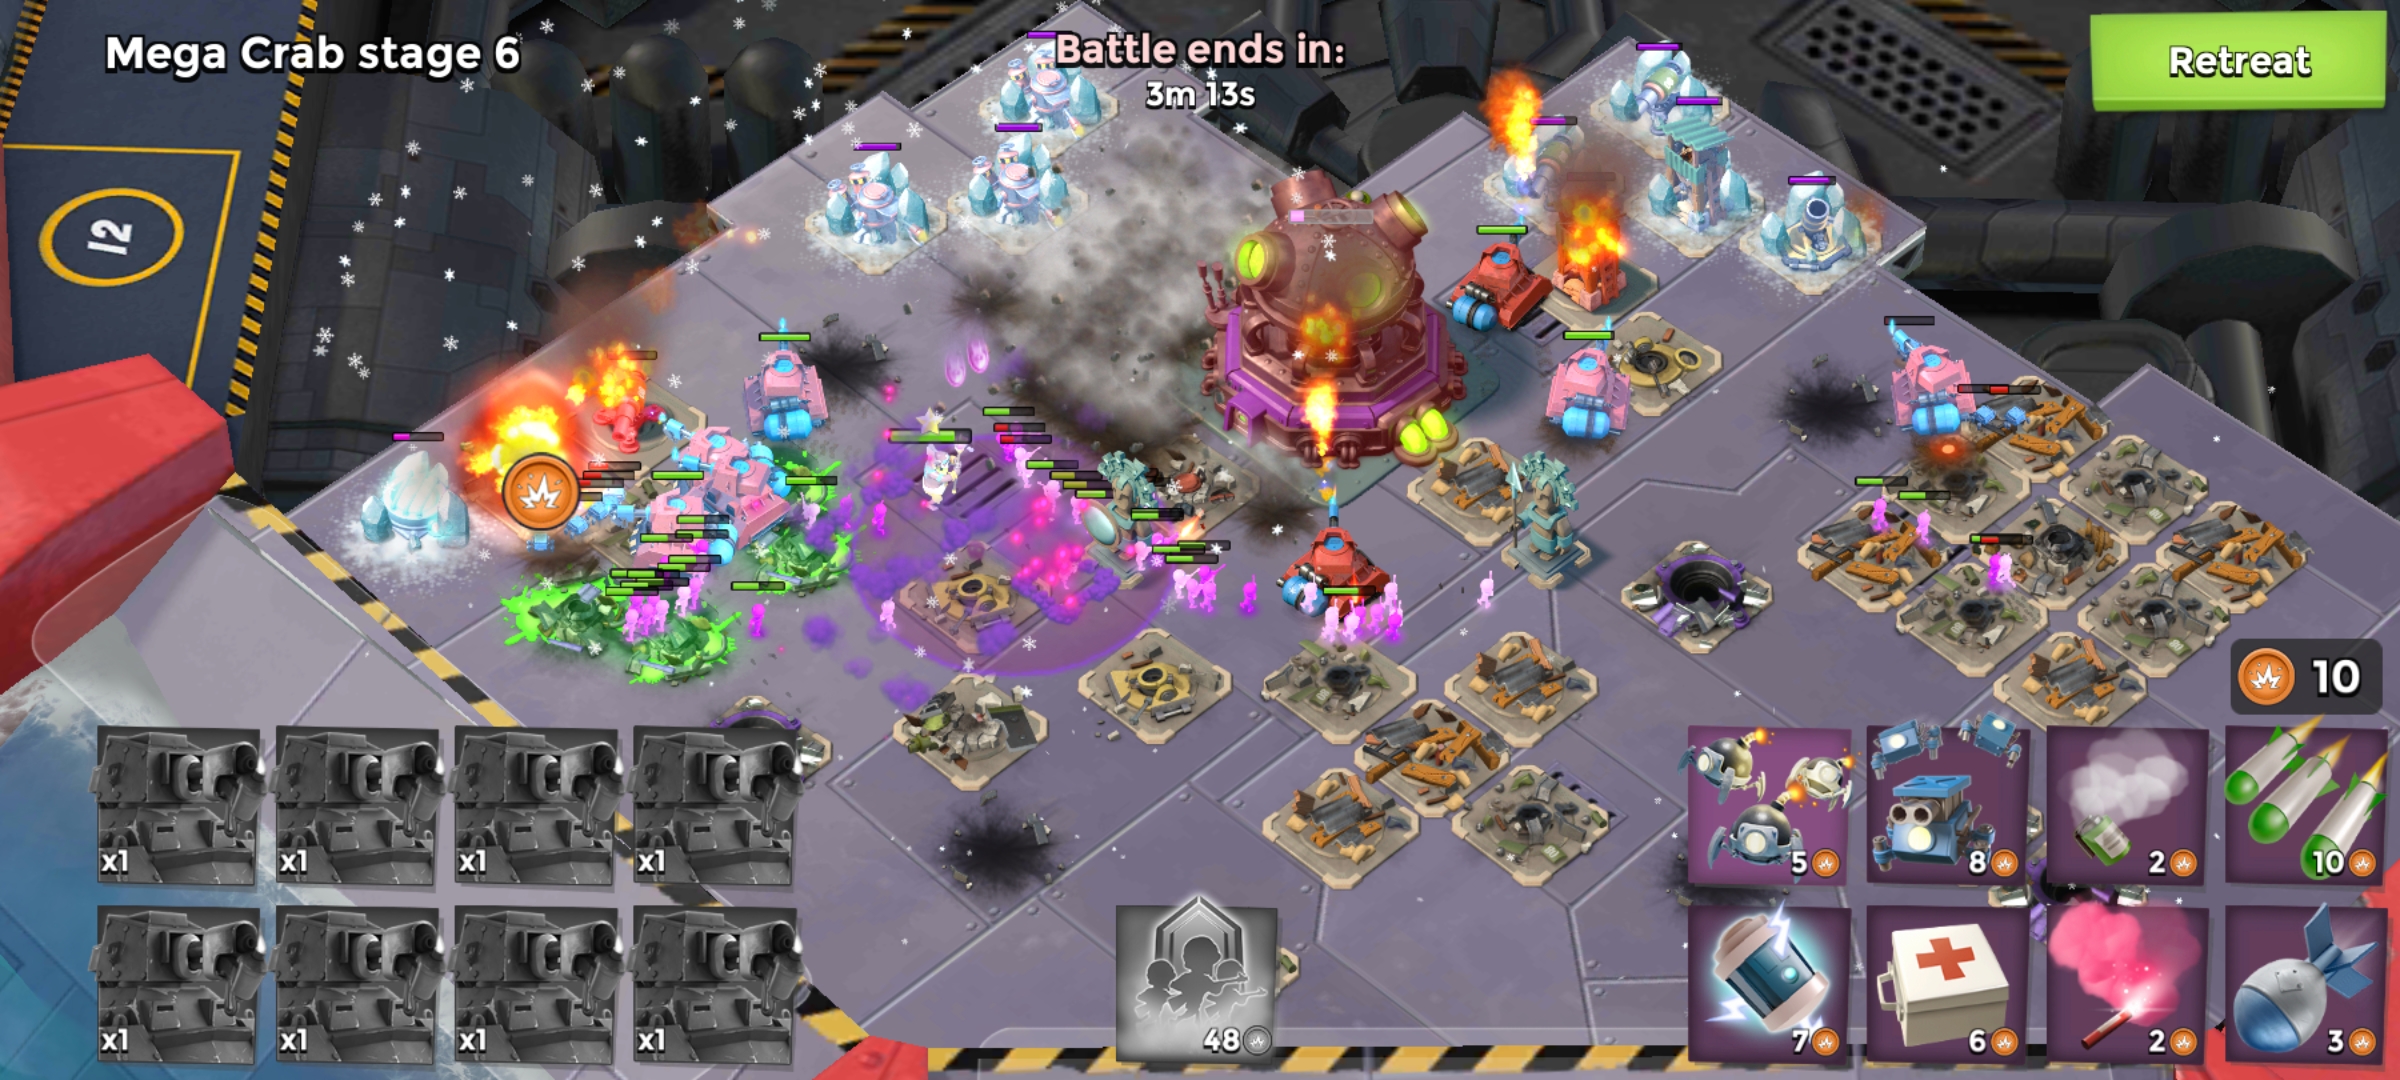 Mega Crab stage 6
Battle ends in:
3m 13s
Retreat
12
10
x1
x1
x1
x1
5
8
2
10
x1
x1
x1
x1
48
7
6
2
3